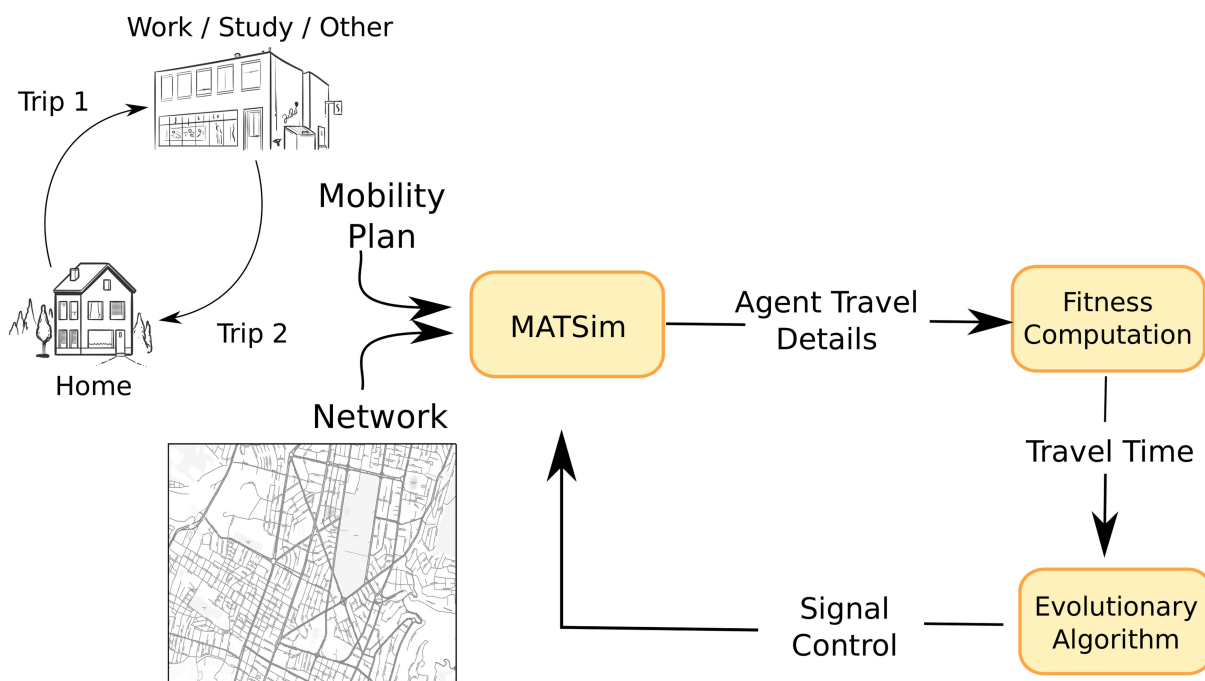 Work / Study / Other
Trip 1
Trip 2
Home
Mobility
Plan
Network
MATSim
Agent Travel
Details
Fitness
Computation
Travel Time
Evolutionary
Algorithm
Signal
Control